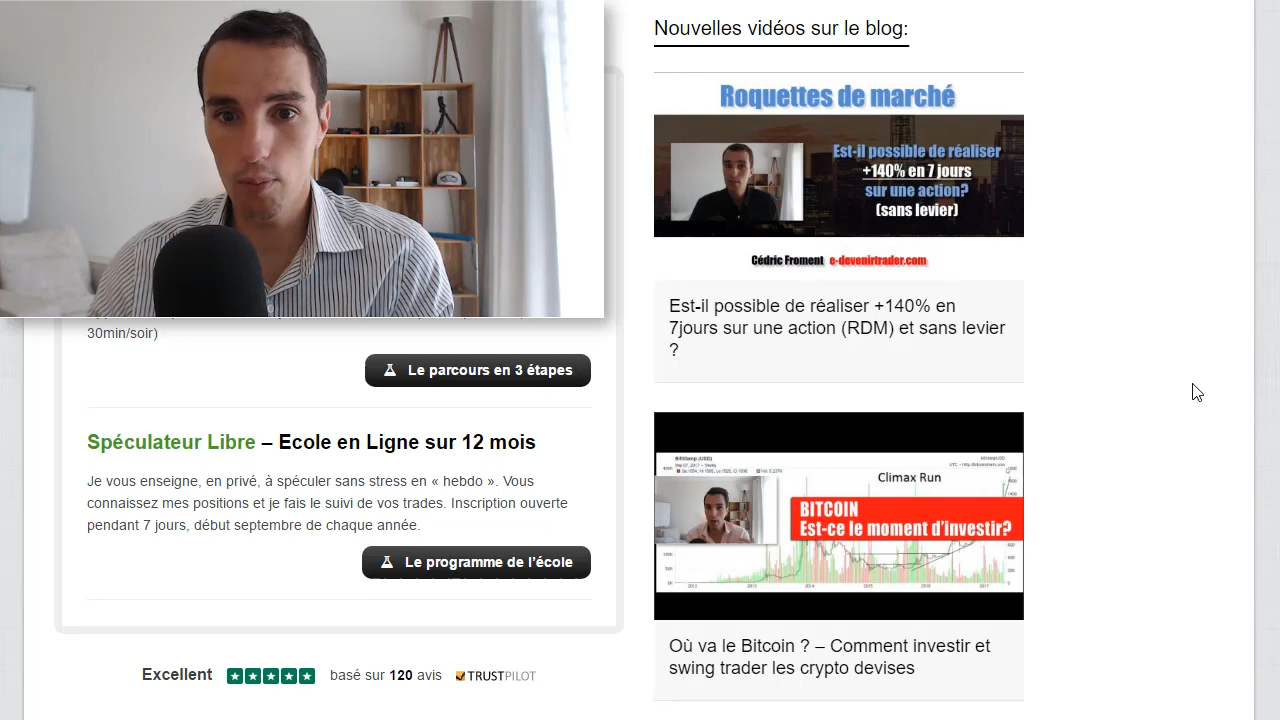 30min/soir)
Le parcours en 3 étapes
Spéculateur Libre – Ecole en Ligne sur 12 mois
Je vous enseigne, en privé, à spéculer sans stress en « hebdo ». Vous
connaissez mes positions et je fais le suivi de vos trades. Inscription ouverte
pendant 7 jours, début septembre de chaque année.
Le programme de l’école
Excellent
basé sur 120 avis
TRUSTPILOT
Nouvelles vidéos sur le blog:
Roquettes de marché
Est-il possible de réaliser
+140% en 7 jours
sur une action?
(sans levier)
Cédric Froment e-devenirtrader.com
Est-il possible de réaliser +140% en
7jours sur une action (RDM) et sans levier
?
Climax Run
BITCOIN
Est-ce le moment d’investir?
2012 2013 2014 2015 2016 2017
Où va le Bitcoin ? – Comment investir et
swing trader les crypto devises